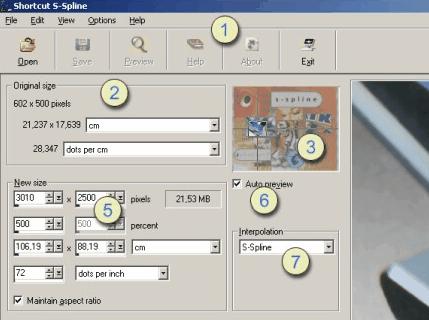 Shortcut S-Spline
File Edit View Options Help
1
Open Save Preview Help About Exit
Original size
2
602 x 500 pixels
21,237 x 17,639 cm
28,347 dots per cm
s-spline
3
New size
3010 x 2500 pixels 21,53 MB
5
500 500 percent
106,19 x 88,19 cm
72 dots per inch
Maintain aspect ratio
Auto preview
6
Interpolation
S-Spline
7